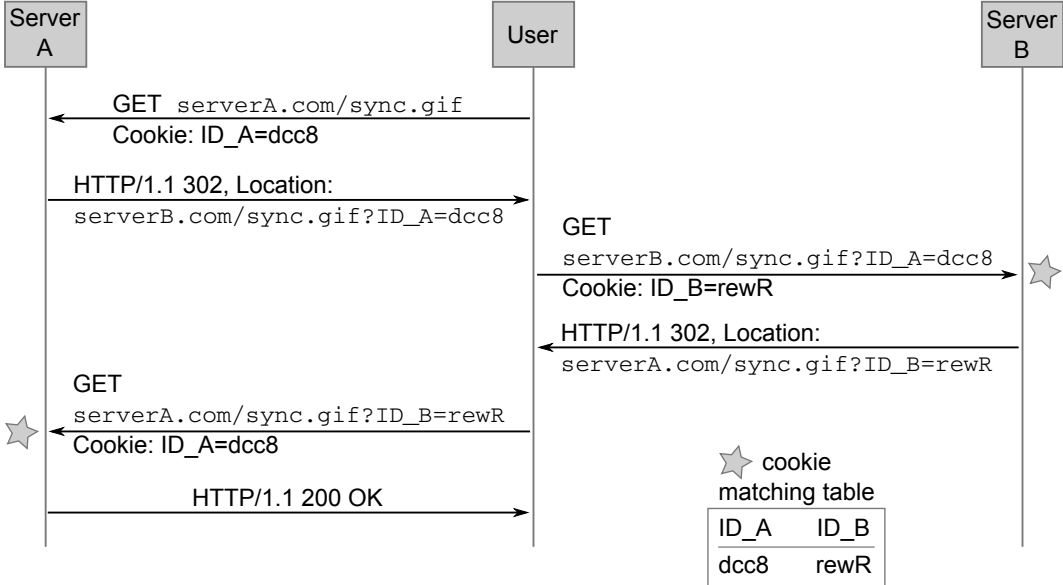 Server
A
User
Server
B
GET serverA.com/sync.gif
Cookie: ID_A=dcc8
HTTP/1.1 302, Location:
serverB.com/sync.gif?ID_A=dcc8
GET
serverB.com/sync.gif?ID_A=dcc8
Cookie: ID_B=rewR
HTTP/1.1 302, Location:
serverA.com/sync.gif?ID_B=rewR
GET
serverA.com/sync.gif?ID_B=rewR
Cookie: ID_A=dcc8
HTTP/1.1 200 OK
cookie
matching table
ID_A ID_B
dcc8 rewR